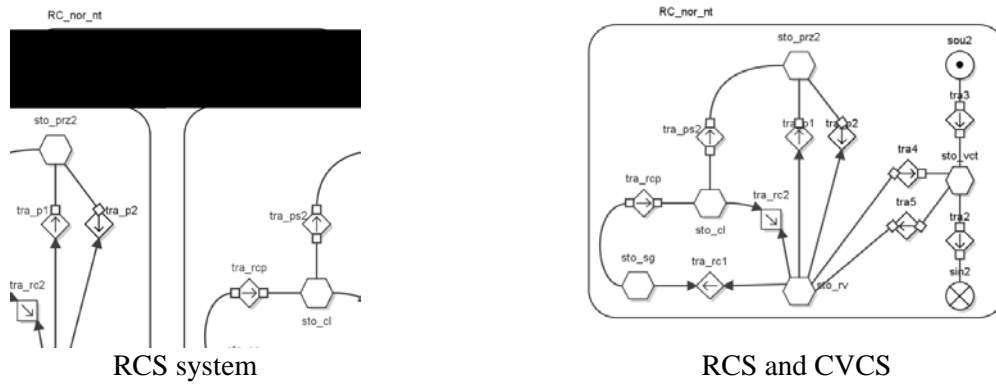 RC_nor_nt
sto_prz2
tra_p1
tra_p2
tra_ps2
tra_rcp
tra_rc2
sto_cl
RCS system
RC_nor_nt
sto_prz2
sou2
tra3
tra_ps2
tra_p1
tra_p2
tra4
sto_vct
tra_rcp
tra_rc2
tra5
tra2
sto_cl
sto_sg
tra_rc1
sin2
sto_rv
RCS and CVCS